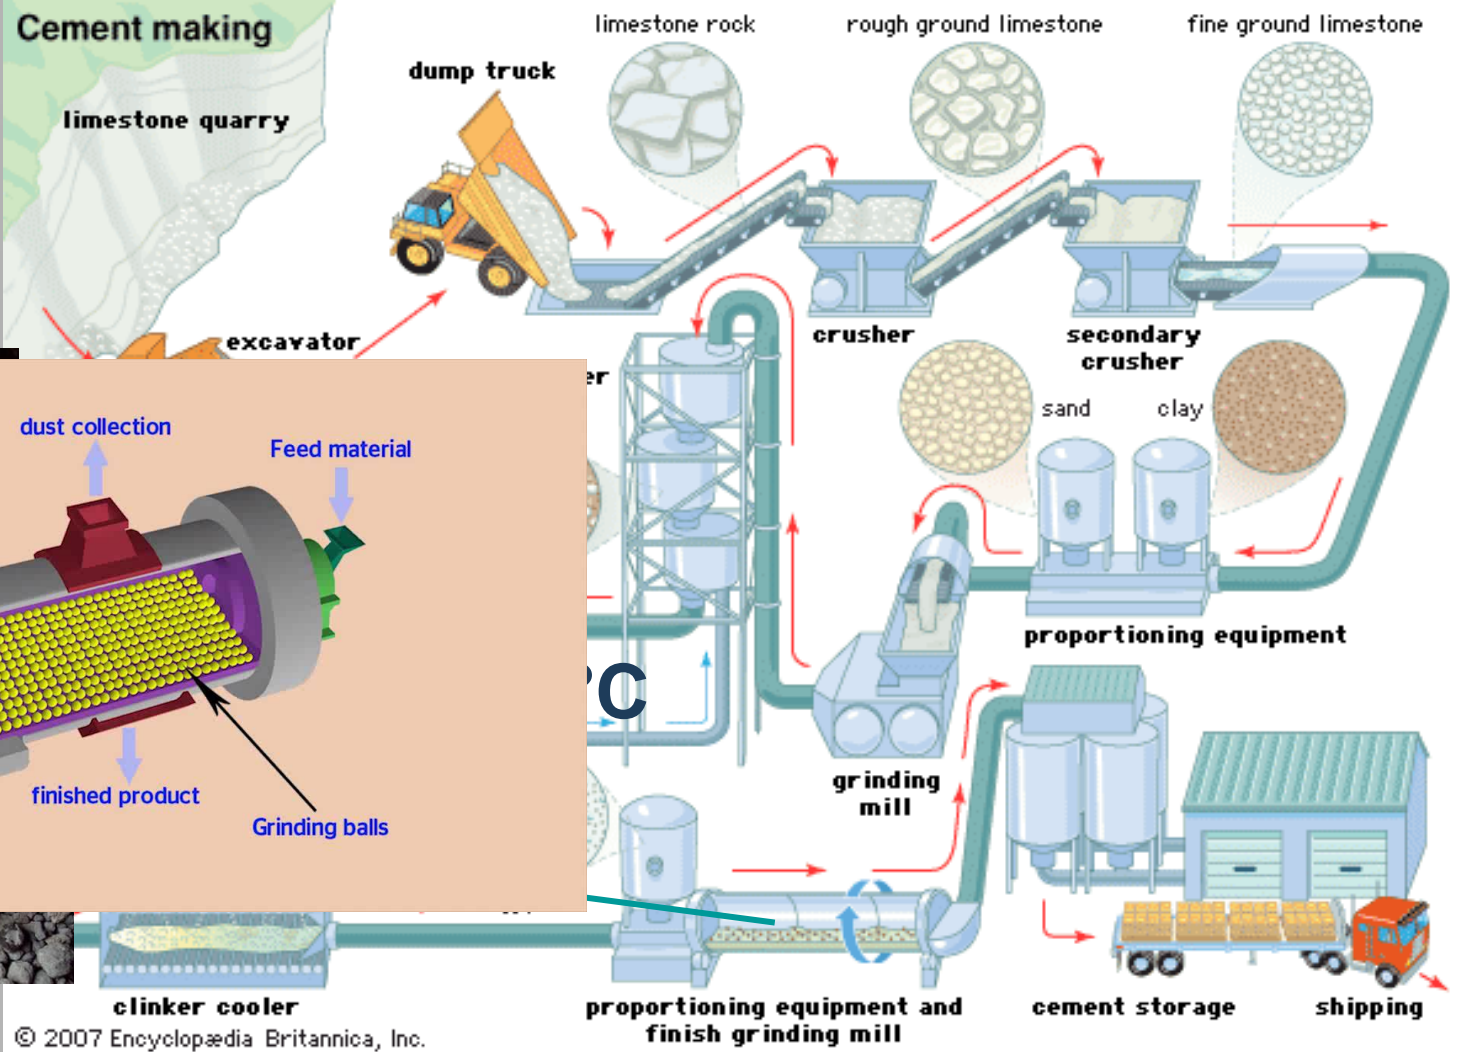 Cement making
limestone rock
rough ground limestone
fine ground limestone
dump truck
limestone quarry
excavator
crusher
secondary
crusher
er
sand
clay
dust collection
Feed material
°C
proportioning equipment
finished product
Grinding balls
grinding
mill
clinker cooler
proportioning equipment and
finish grinding mill
cement storage
shipping
© 2007 Encyclopædia Britannica, Inc.